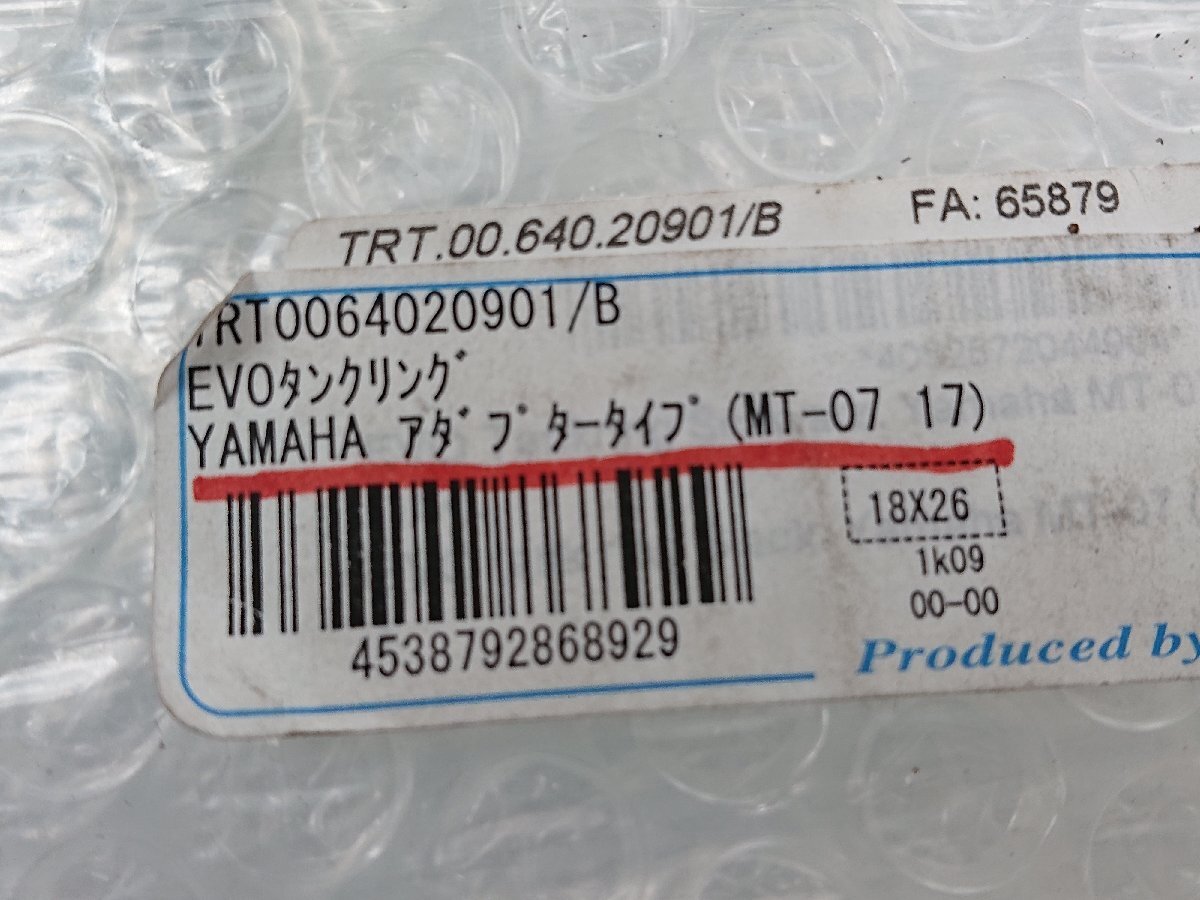 TRT.00.640.20901/B FA: 65879
TRT0064020901/B
EVOタンクリング
YAMAHA アダプタータイプ (MT-07 17)
18X26
1k09
00-00
4538792868929
Produced by